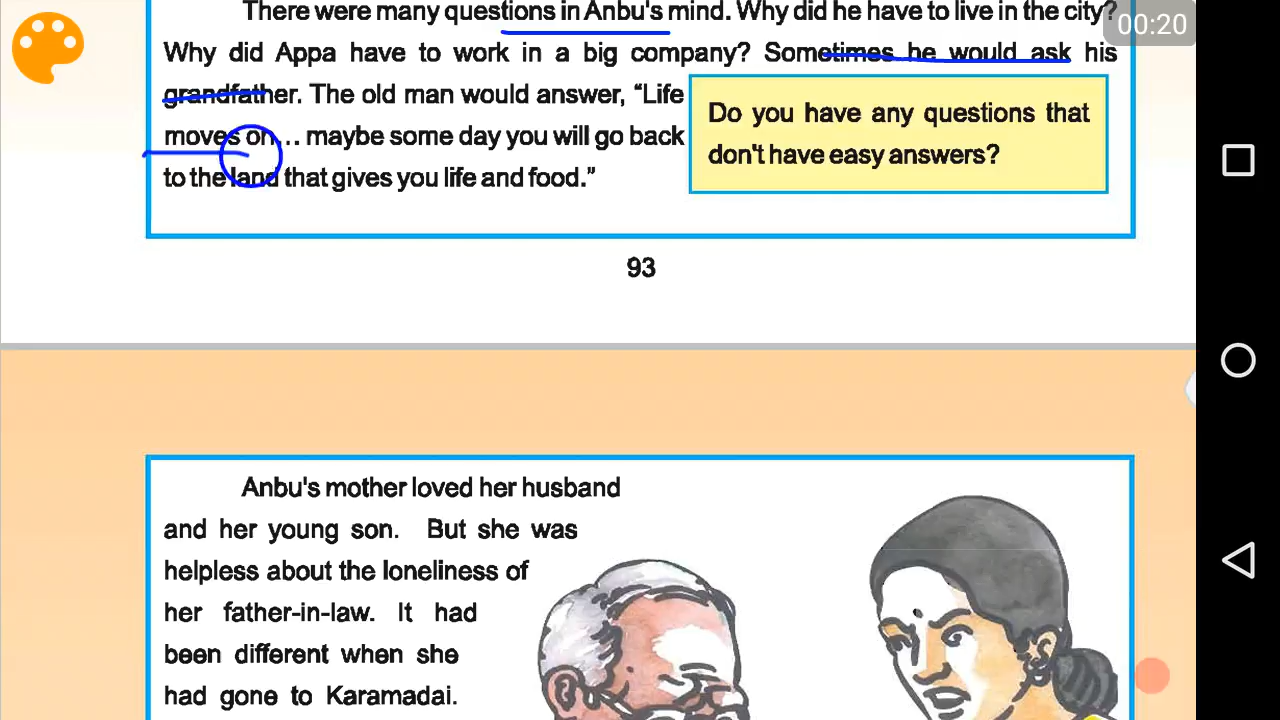 There were many questions in Anbu's mind. Why did he have to live in the city?
00:20
Why did Appa have to work in a big company? Sometimes he would ask his
grandfather. The old man would answer, “Life
moves on... maybe some day you will go back
to the land that gives you life and food.”
Do you have any questions that
don't have easy answers?
93
Anbu's mother loved her husband
and her young son. But she was
helpless about the loneliness of
her father-in-law. It had
been different when she
had gone to Karamadai.